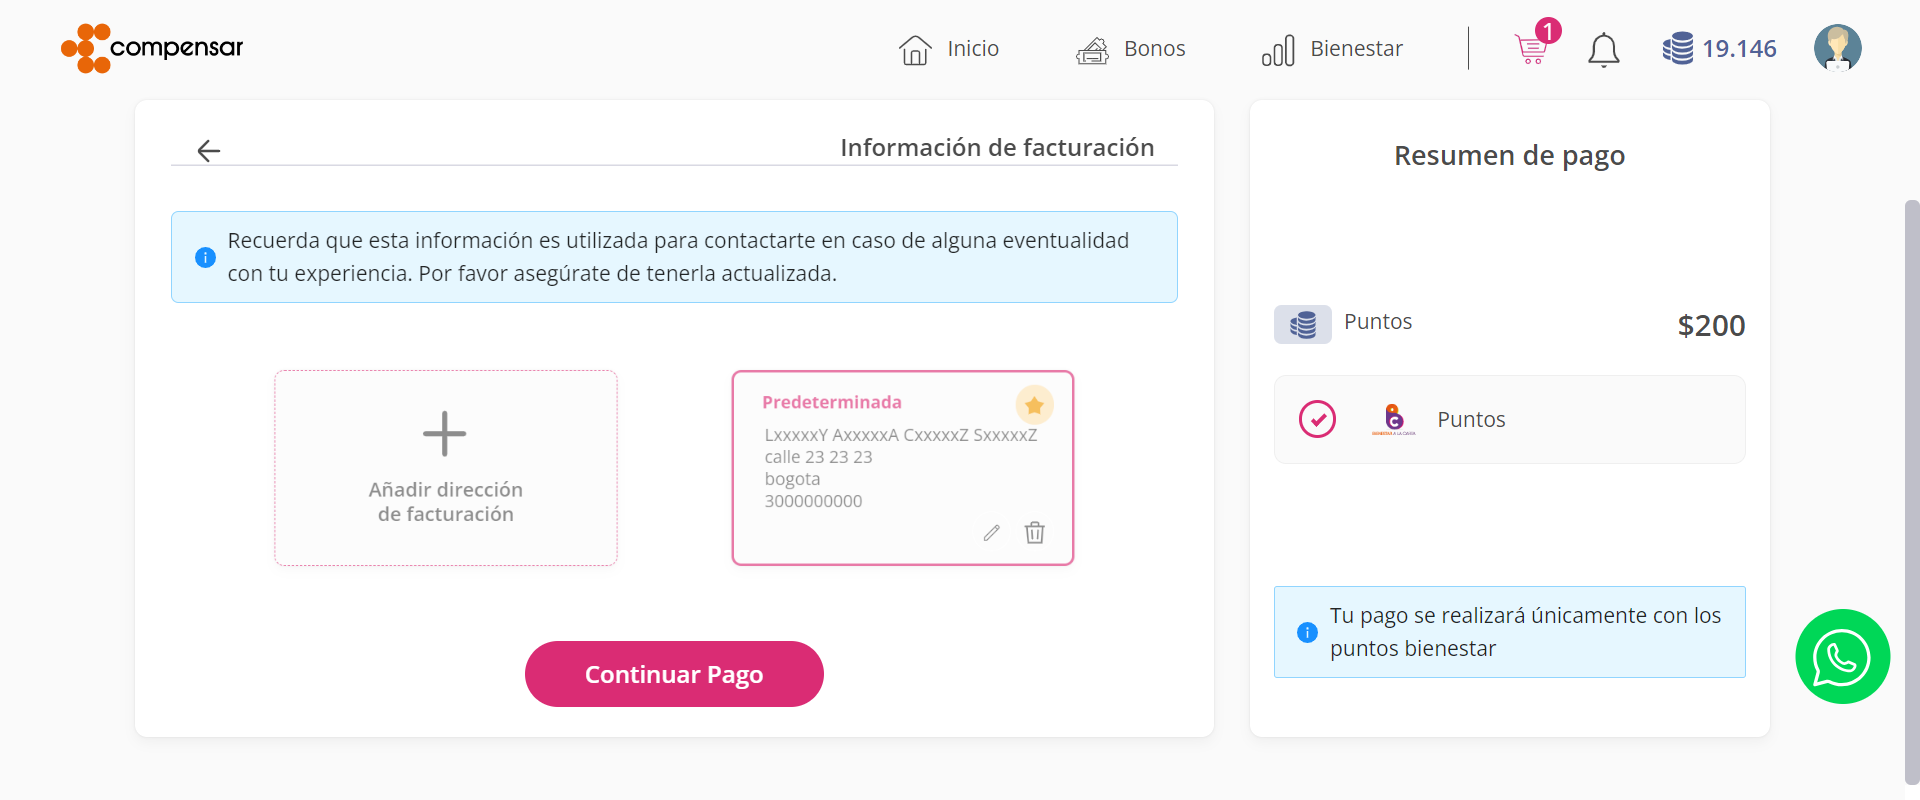 compensar
Inicio
Bonos
Bienestar
1
19.146
Información de facturación
Recuerda que esta información es utilizada para contactarte en caso de alguna eventualidad
con tu experiencia. Por favor asegúrate de tenerla actualizada.
Añadir dirección
de facturación
Predeterminada
LxxxxxY AxxxxxA CxxxxxZ SxxxxxZ
calle 23 23 23
bogota
3000000000
Continuar Pago
Resumen de pago
Puntos
$200
Puntos
Tu pago se realizará únicamente con los
puntos bienestar